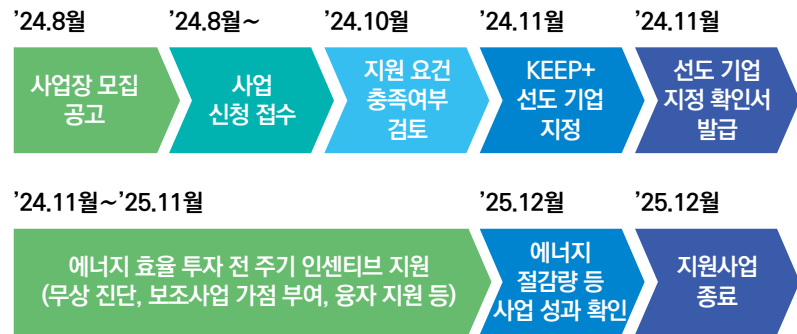 '24.8월
'24.8월~
'24.10월
'24.11월
'24.11월
사업장 모집
공고
사업
신청 접수
지원 요건
충족여부
검토
KEEP+
선도 기업
지정
선도 기업
지정 확인서
발급
'24.11월~'25.11월
'25.12월
'25.12월
에너지 효율 투자 전 주기 인센티브 지원
(무상 진단, 보조사업 가점 부여, 융자 지원 등)
에너지
절감량 등
사업 성과 확인
지원사업
종료